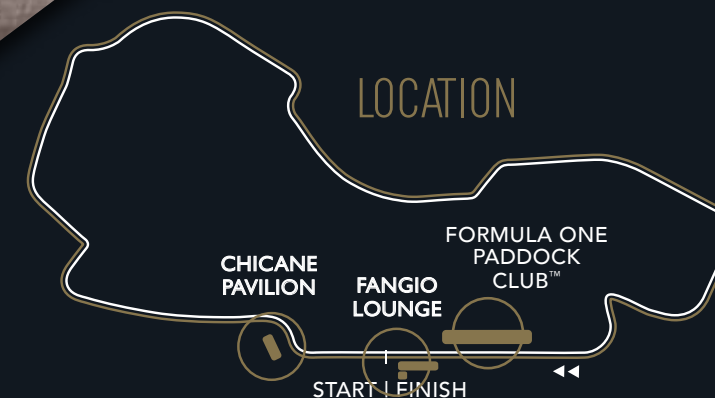 LOCATION
FORMULA ONE
PADDOCK
CLUB™
CHICANE
PAVILION
FANGIO
LOUNGE
START | FINISH